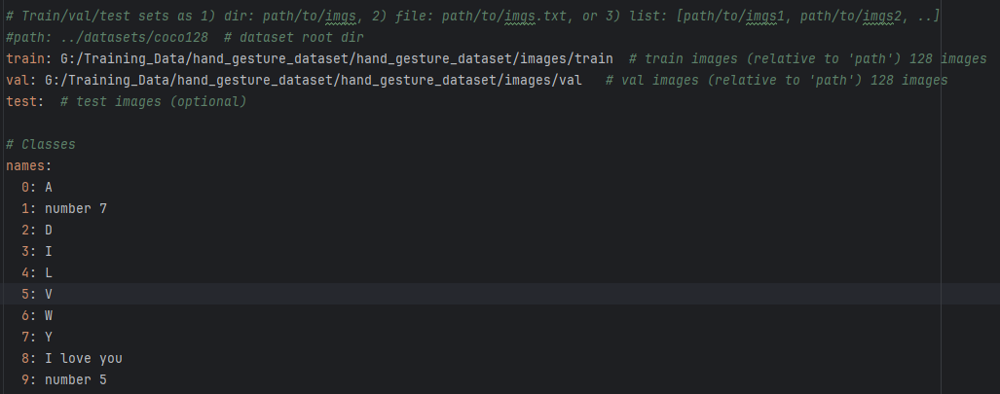 # Train/val/test sets as 1) dir: path/to/imgs, 2) file: path/to/imgs.txt, or 3) list: [path/to/imgs1, path/to/imgs2, ..]
#path: ../datasets/coco128  # dataset root dir
train: G:/Training_Data/hand_gesture_dataset/hand_gesture_dataset/images/train  # train images (relative to 'path') 128 images
val: G:/Training_Data/hand_gesture_dataset/hand_gesture_dataset/images/val   # val images (relative to 'path') 128 images
test:  # test images (optional)
# Classes
names:
  0: A
  1: number 7
  2: D
  3: I
  4: L
  5: V
  6: W
  7: Y
  8: I love you
  9: number 5